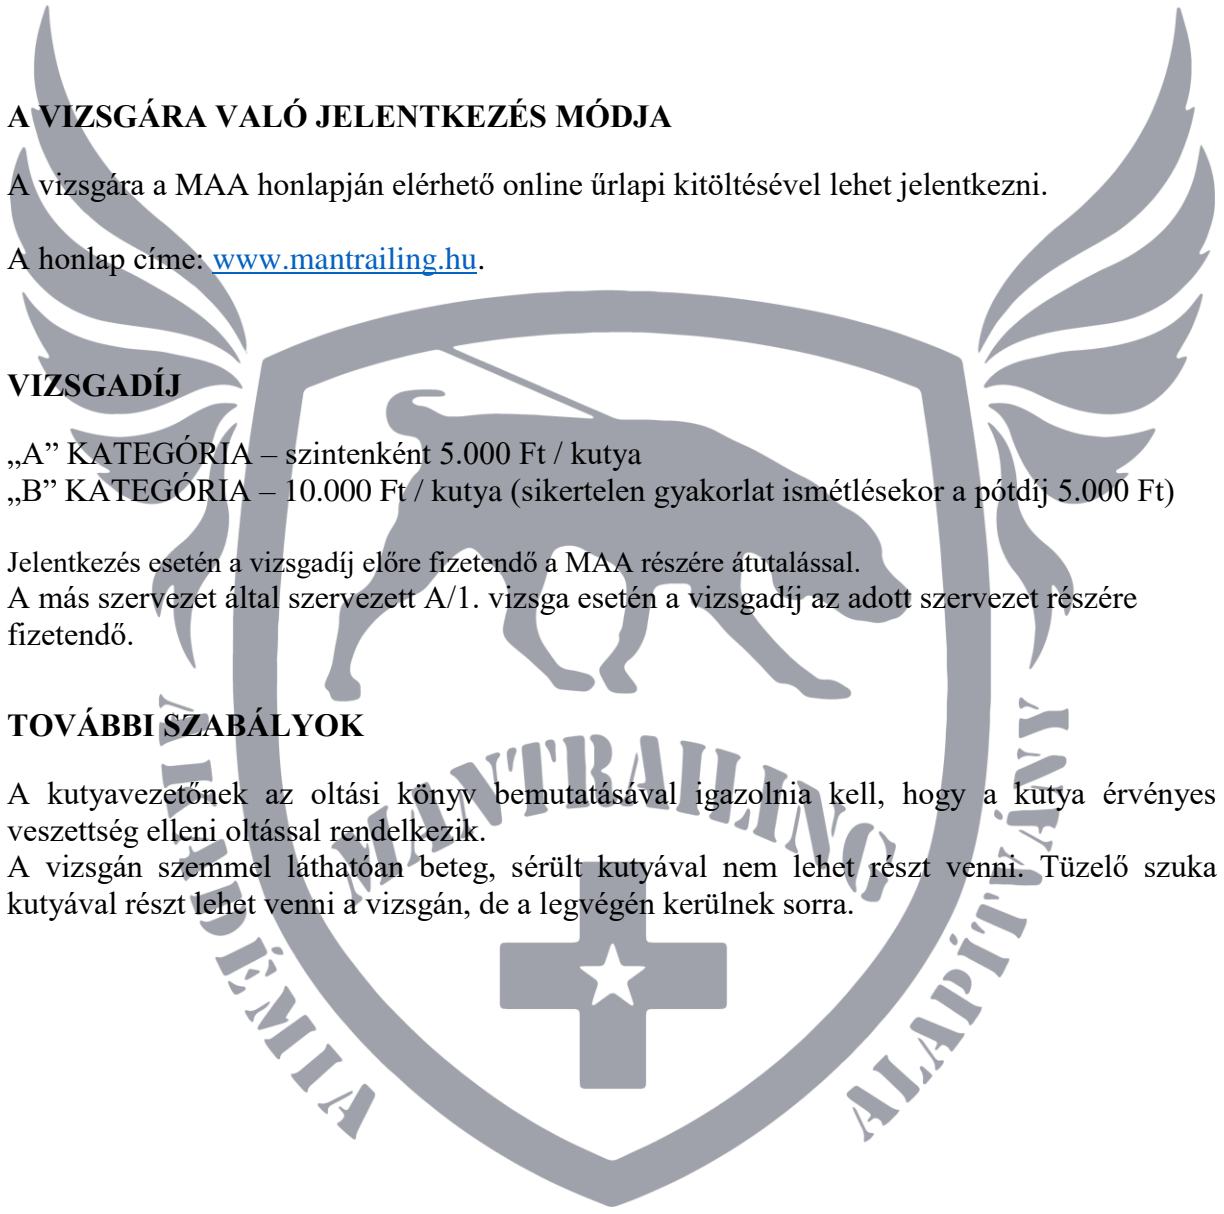 A VIZSGÁRA VALÓ JELENTKEZÉS MÓDJA
A vizsgára a MAA honlapján elérhető online űrlapi kitöltésével lehet jelentkezni.
A honlap címe: www.mantrailing.hu.
VIZSGADÍJ
„A” KATEGÓRIA – szintenként 5.000 Ft / kutya
„B” KATEGÓRIA – 10.000 Ft / kutya (sikertelen gyakorlat ismétlésekor a pótdíj 5.000 Ft)
Jelentkezés esetén a vizsgadíj előre fizetendő a MAA részére átutalással.
A más szervezet által szervezett A/1. vizsga esetén a vizsgadíj az adott szervezet részére
fizetendő.
TOVÁBBI SZABÁLYOK
A kutyavezetőnek az oltási könyv bemutatásával igazolnia kell, hogy a kutya érvényes
veszettség elleni oltással rendelkezik.
A vizsgán szemmel láthatóan beteg, sérült kutyával nem lehet részt venni. Tüzelő szuka
kutyával részt lehet venni a vizsgán, de a legvégén kerülnek sorra.
MANTRAILING
AKADÉMIA
ALAPÍTVÁNY